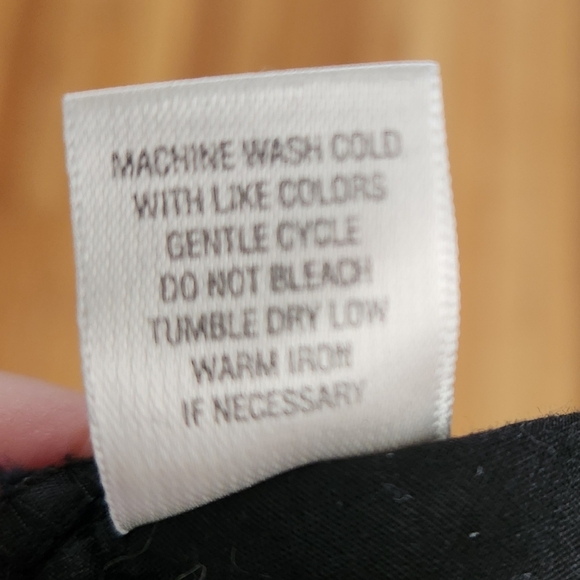 MACHINE WASH COLD
WITH LIKE COLORS
GENTLE CYCLE
DO NOT BLEACH
TUMBLE DRY LOW
WARM IRON
IF NECESSARY